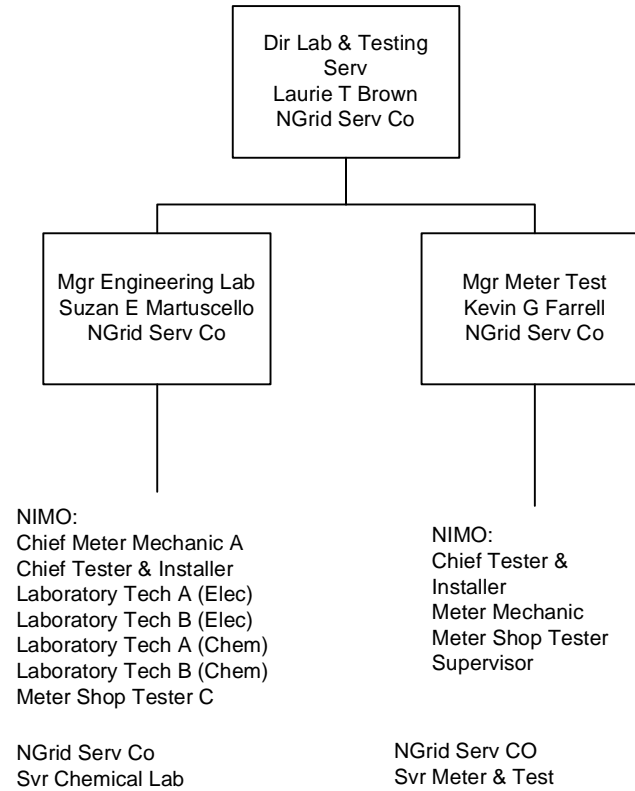 Dir Lab & Testing
Serv
Laurie T Brown
NGrid Serv Co
Mgr Engineering Lab
Suzan E Martuscello
NGrid Serv Co
Mgr Meter Test
Kevin G Farrell
NGrid Serv Co
NIMO:
Chief Meter Mechanic A
Chief Tester & Installer
Laboratory Tech A (Elec)
Laboratory Tech B (Elec)
Laboratory Tech A (Chem)
Laboratory Tech B (Chem)
Meter Shop Tester C
NGrid Serv Co
Svr Chemical Lab
NIMO:
Chief Tester &
Installer
Meter Mechanic
Meter Shop Tester
Supervisor
NGrid Serv CO
Svr Meter & Test